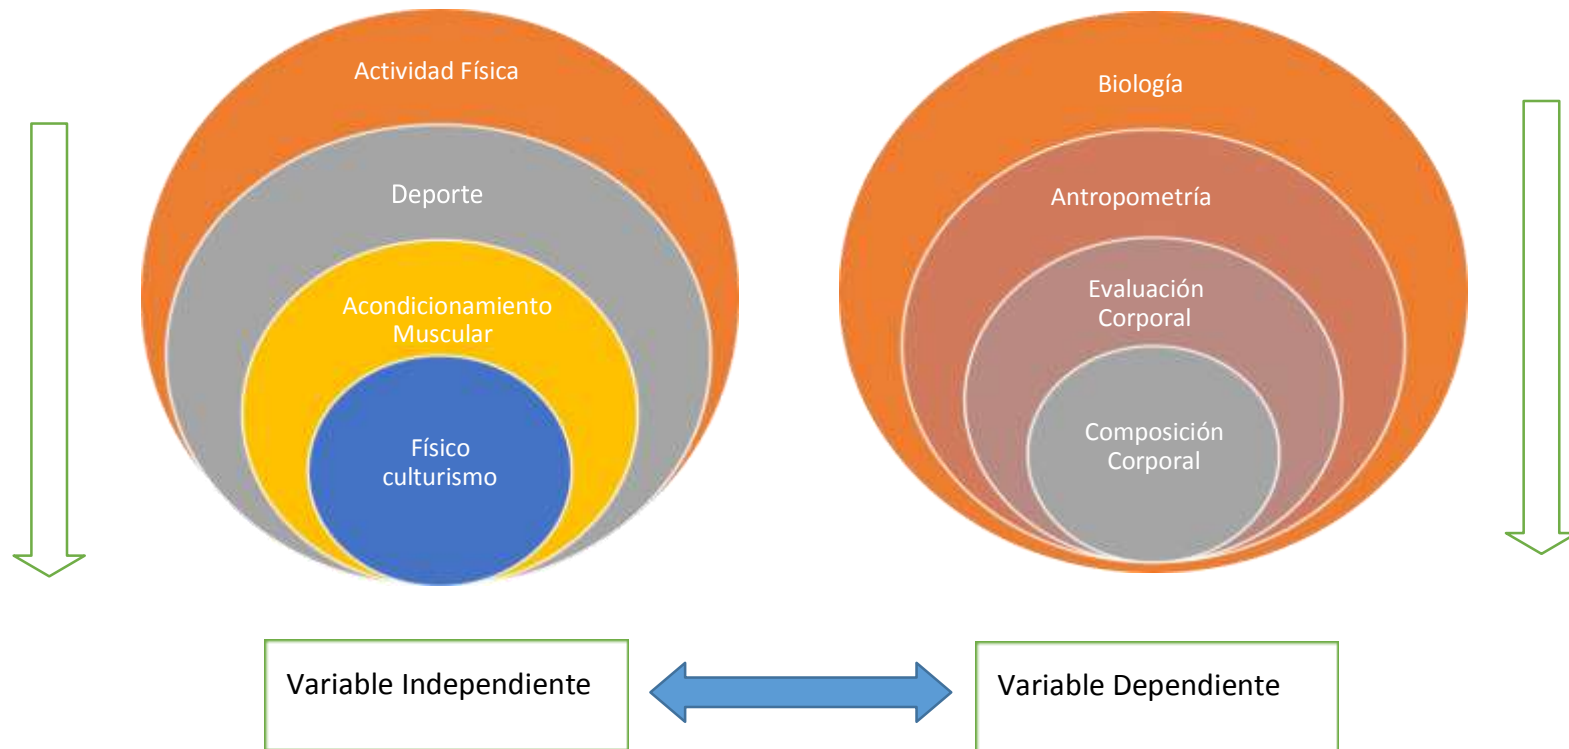 Actividad Física
Deporte
Acondicionamiento
Muscular
Físico
culturismo
Biología
Antropometría
Evaluación
Corporal
Composición
Corporal
Variable Independiente
Variable Dependiente